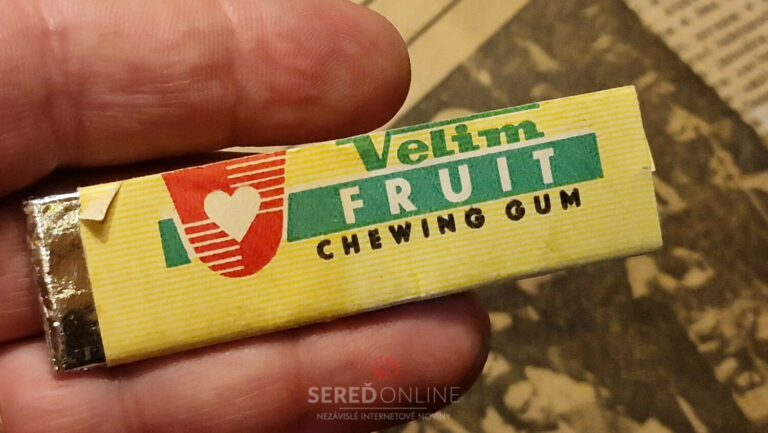 Velim
FRUIT
CHEWING GUM
SEREĎONLINE
NEZÁVISLÉ INTERNETOVÉ NOVINY